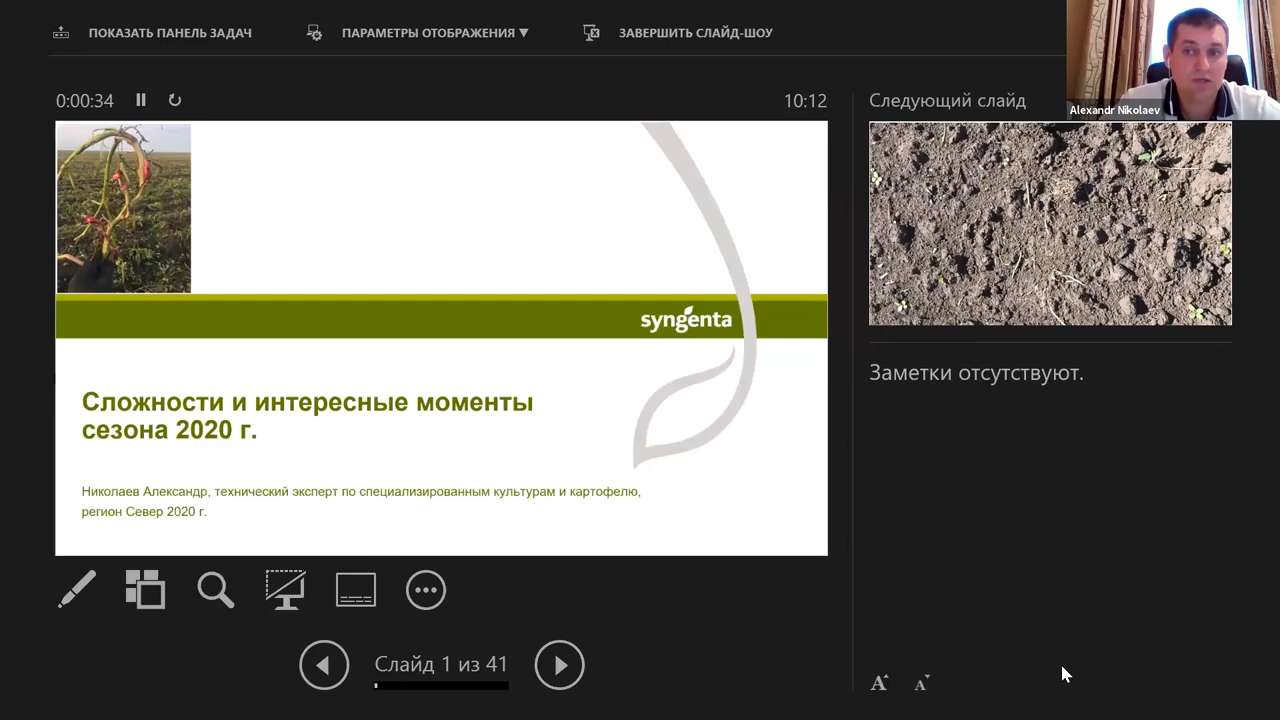 ПОКАЗАТЬ ПАНЕЛЬ ЗАДАЧ
ПАРАМЕТРЫ ОТОБРАЖЕНИЯ ▼
ЗАВЕРШИТЬ СЛАЙД-ШОУ
Alexandr Nikolaev
0:00:34
10:12
Следующий слайд
syngenta
Сложности и интересные моменты
сезона 2020 г.
Николаев Александр, технический эксперт по специализированным культурам и картофелю,
регион Север 2020 г.
Заметки отсутствуют.
Слайд 1 из 41
A A